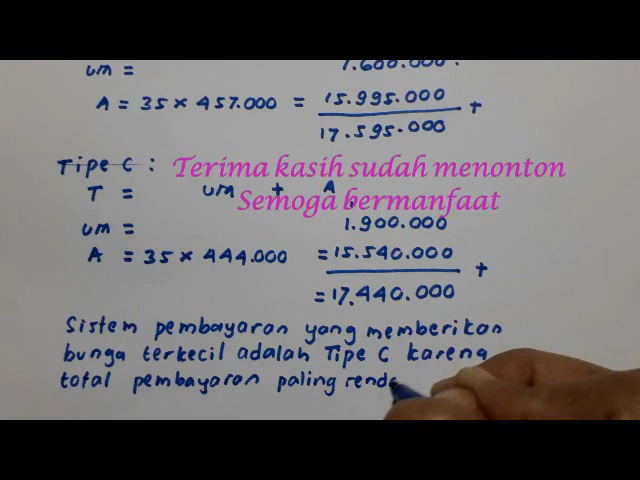 um = 1.600.000
A = 35 x 457.000 = 15.995.000 +
17.595.000
Tipe C :
Terima kasih sudah menonton
T = um + A
Semoga bermanfaat
um = 1.900.000
A = 35 x 444.000 = 15.540.000 +
= 17.440.000
Sistem pembayaran yang memberikan
bunga terkecil adalah Tipe C karena
total pembayaran paling renda